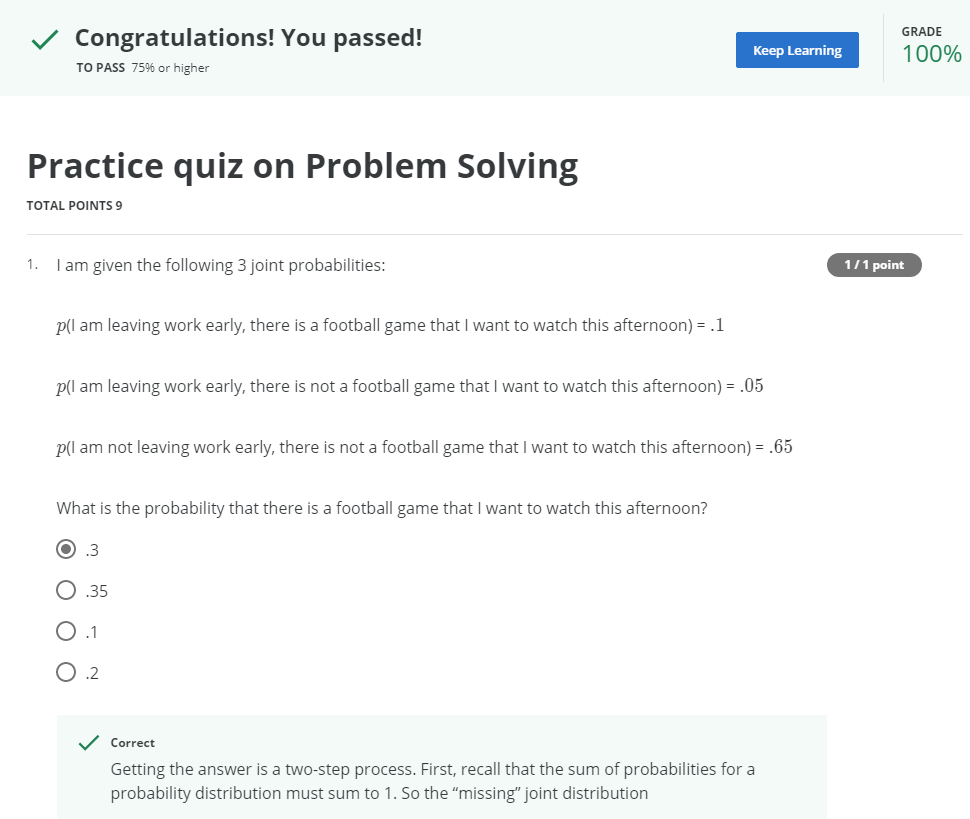 Congratulations! You passed!
TO PASS 75% or higher
Keep Learning
GRADE
100%
Practice quiz on Problem Solving
TOTAL POINTS 9
1. I am given the following 3 joint probabilities:
1 / 1 point
p(I am leaving work early, there is a football game that I want to watch this afternoon) = .1
p(I am leaving work early, there is not a football game that I want to watch this afternoon) = .05
p(I am not leaving work early, there is not a football game that I want to watch this afternoon) = .65
What is the probability that there is a football game that I want to watch this afternoon?
.3
.35
.1
.2
Correct
Getting the answer is a two-step process. First, recall that the sum of probabilities for a
probability distribution must sum to 1. So the “missing” joint distribution